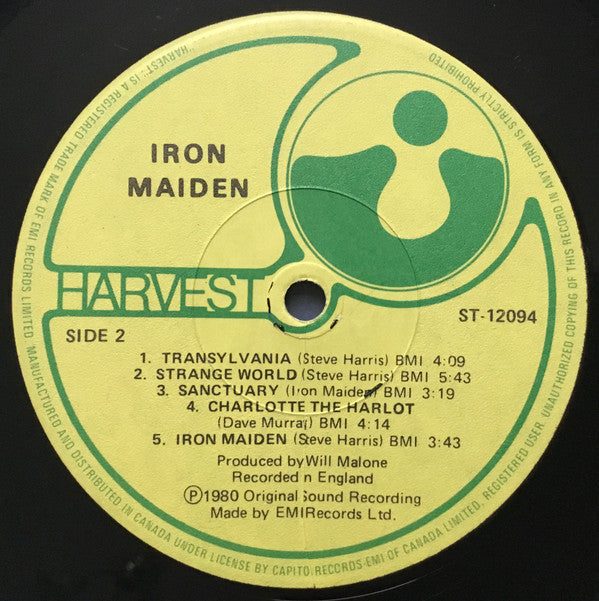 IRON
MAIDEN
HARVEST
SIDE 2
ST-12094
1. TRANSYLVANIA (Steve Harris) BMI 4:09
2. STRANGE WORLD (Steve Harris) BMI 5:43
3. SANCTUARY (Iron Maiden) BMI 3:19
4. CHARLOTTE THE HARLOT
(Dave Murray) BMI 4:14
5. IRON MAIDEN (Steve Harris) BMI 3:43
Produced by Will Malone
Recorded n England
Ⓟ1980 Original Sound Recording
Made by EMI Records Ltd.
"HARVEST" IS A REGISTERED TRADE MARK OF EMI RECORDS, LIMITED. MANUFACTURED AND DISTRIBUTED IN CANADA UNDER LICENSE BY CAPITOL RECORDS-EMI OF CANADA LIMITED, REGISTERED USER. UNAUTHORIZED COPYING OF THIS RECORD IN ANY FORM IS STRICTLY PROHIBITED